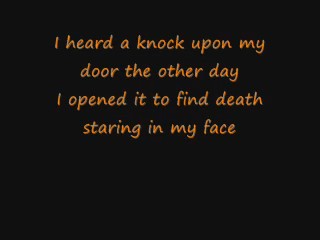 I heard a knock upon my
door the other day
I opened it to find death
staring in my face